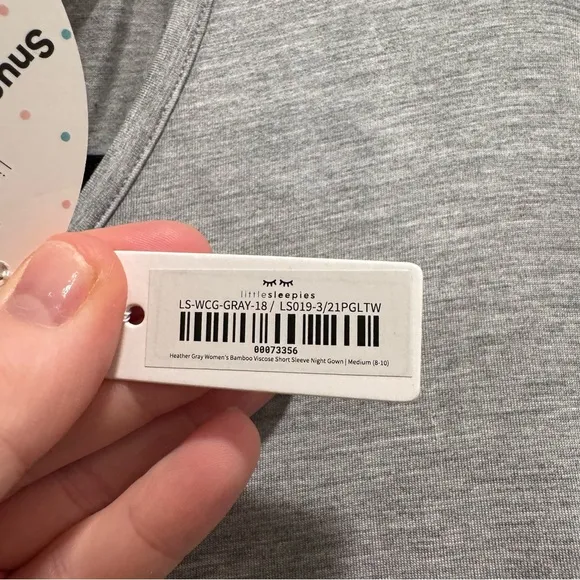 Snu
littlesleepies
LS-WCG-GRAY-18 / LS019-3/21PGLTW
00073356
Heather Gray Women's Bamboo Viscose Short Sleeve Night Gown | Medium (8-10)